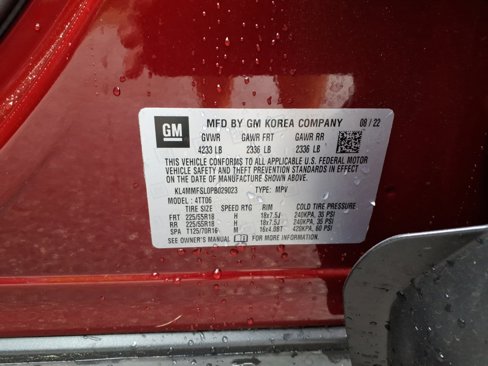 GM
MFD BY GM KOREA COMPANY 08 / 22
GVWR GAWR FRT GAWR RR
4233 LB 2336 LB 2336 LB
THIS VEHICLE CONFORMS TO ALL APPLICABLE U.S. FEDERAL MOTOR
VEHICLE SAFETY AND THEFT PREVENTION STANDARDS IN EFFECT
ON THE DATE OF MANUFACTURE SHOWN ABOVE.
KL4MMFSL0PB029023 TYPE: MPV
MODEL : 4TT06
TIRE SIZE SPEED RTG RIM COLD TIRE PRESSURE
FRT 225/55R18 H 18x7.5J 240KPA, 35 PSI
RR 225/55R18 H 18x7.5J 240KPA, 35 PSI
SPA T125/70R16 M 16x4.0BT 420KPA, 60 PSI
SEE OWNER'S MANUAL FOR MORE INFORMATION.